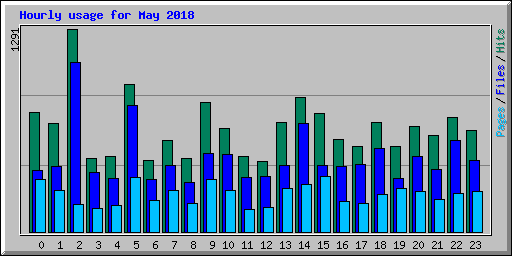 Hourly usage for May 2018
1291
Pages / Files / Hits
0 1 2 3 4 5 6 7 8 9 10 11 12 13 14 15 16 17 18 19 20 21 22 23